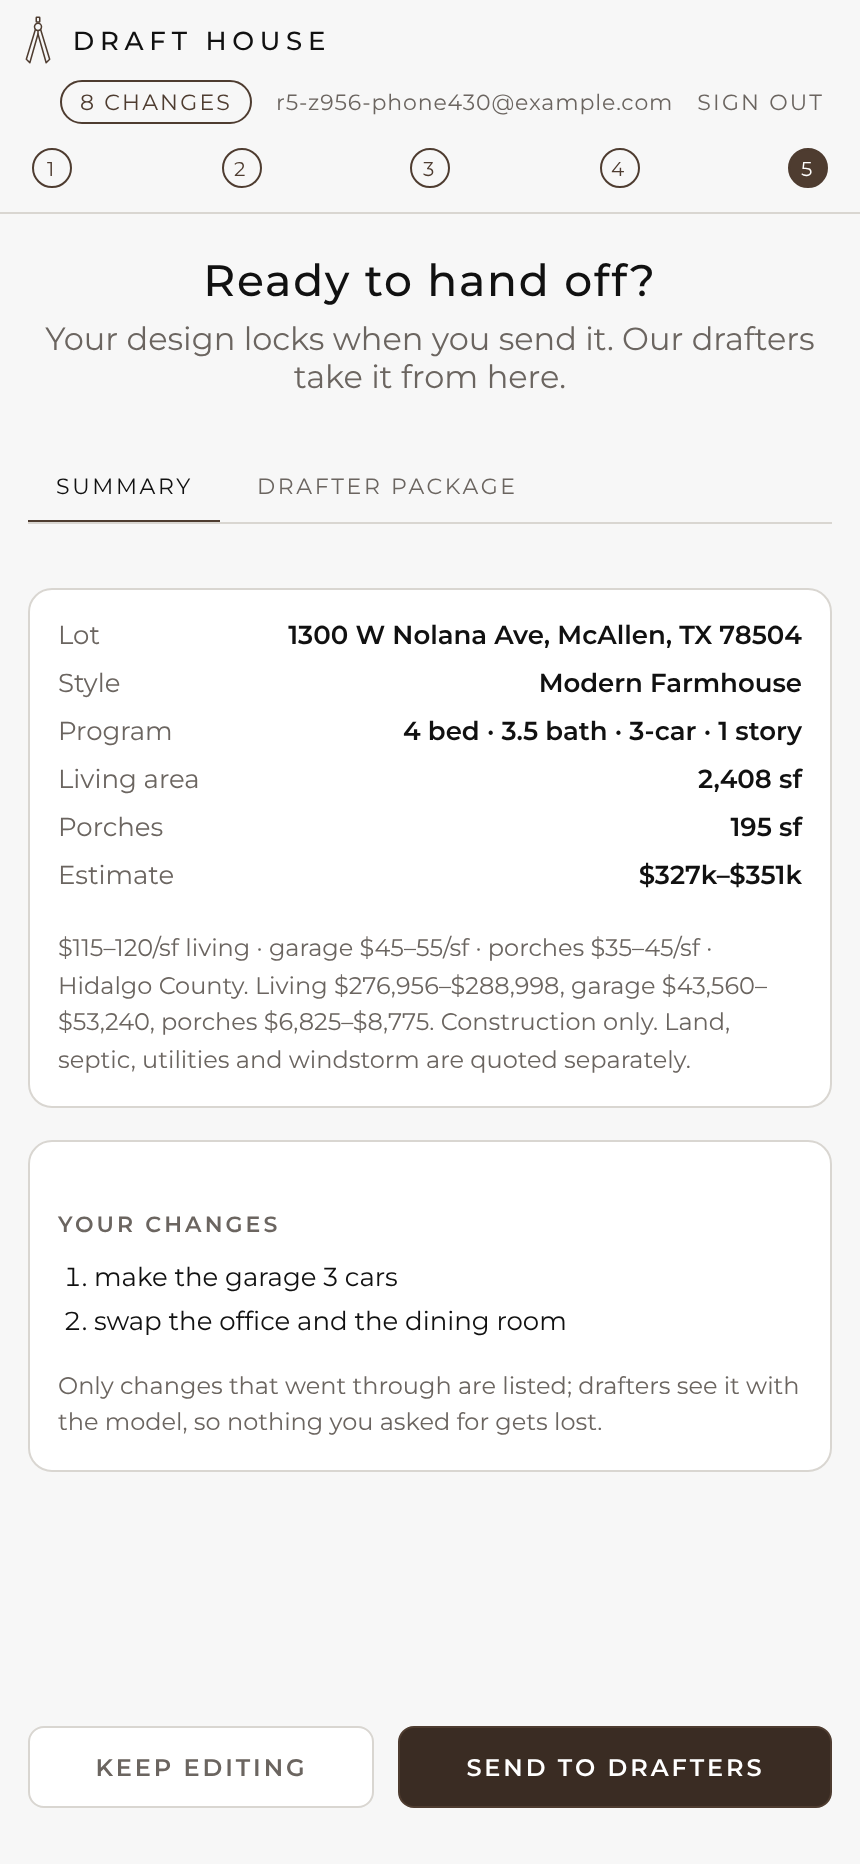 DRAFT HOUSE
8 CHANGES r5-z956-phone430@example.com SIGN OUT
1 2 3 4 5
Ready to hand off?
Your design locks when you send it. Our drafters
take it from here.
SUMMARY DRAFTER PACKAGE
Lot 1300 W Nolana Ave, McAllen, TX 78504
Style Modern Farmhouse
Program 4 bed · 3.5 bath · 3-car · 1 story
Living area 2,408 sf
Porches 195 sf
Estimate $327k–$351k
$115–120/sf living · garage $45–55/sf · porches $35–45/sf ·
Hidalgo County. Living $276,956–$288,998, garage $43,560–
$53,240, porches $6,825–$8,775. Construction only. Land,
septic, utilities and windstorm are quoted separately.
YOUR CHANGES
1. make the garage 3 cars
2. swap the office and the dining room
Only changes that went through are listed; drafters see it with
the model, so nothing you asked for gets lost.
KEEP EDITING SEND TO DRAFTERS